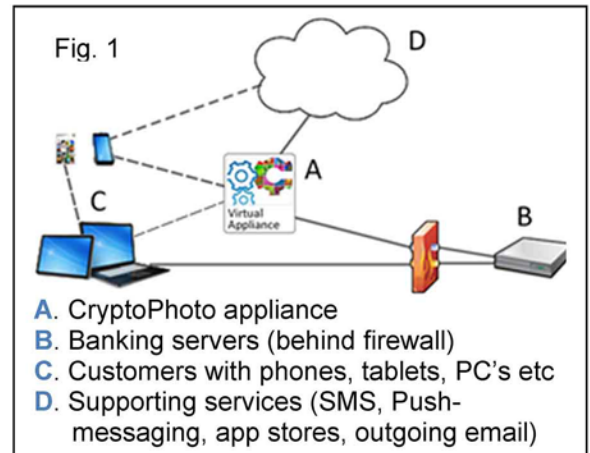 Fig. 1
D
A
Virtual
Appliance
C
B
A. CryptoPhoto appliance
B. Banking servers (behind firewall)
C. Customers with phones, tablets, PC's etc
D. Supporting services (SMS, Push-
messaging, app stores, outgoing email)